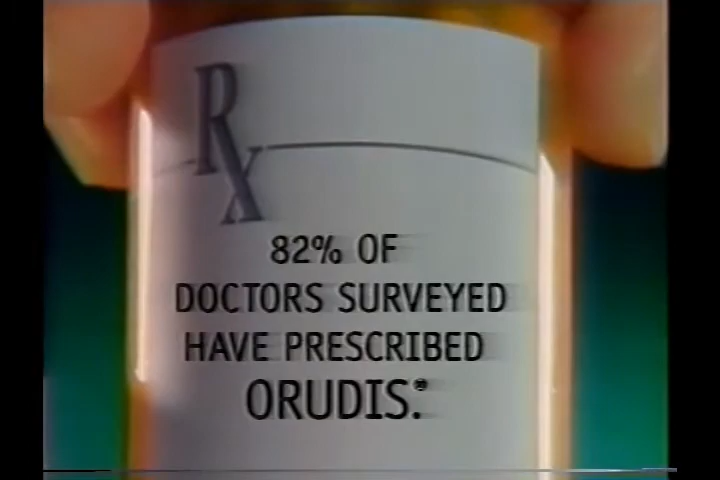 Rx
82% OF
DOCTORS SURVEYED
HAVE PRESCRIBED
ORUDIS.®